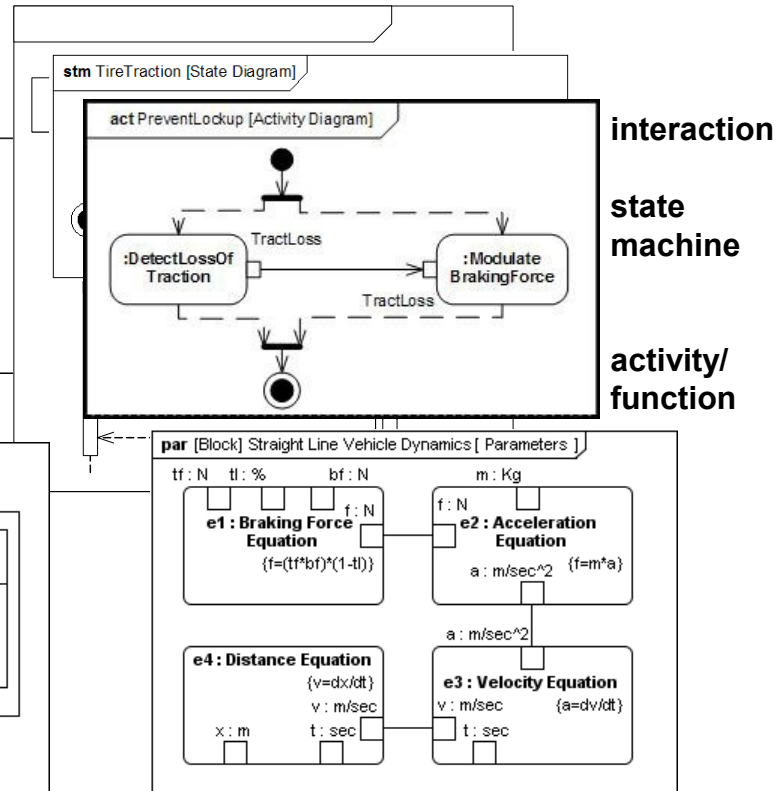 stm TireTraction [State Diagram]
act PreventLockup [Activity Diagram]
interaction
state
machine
activity/
function
TractLoss
:DetectLossOf
Traction
:Modulate
BrakingForce
TractLoss
par [Block] Straight Line Vehicle Dynamics [ Parameters ]
tf : N tl : % bf : N m : Kg
f : N f : N
e1 : Braking Force
Equation
{f=(tf*bf)*(1-tl)}
e2 : Acceleration
Equation
{f=m*a}
a : m/sec^2
a : m/sec^2
e4 : Distance Equation
{v=dx/dt}
v : m/sec
x : m t : sec
e3 : Velocity Equation
v : m/sec {a=dv/dt}
t : sec